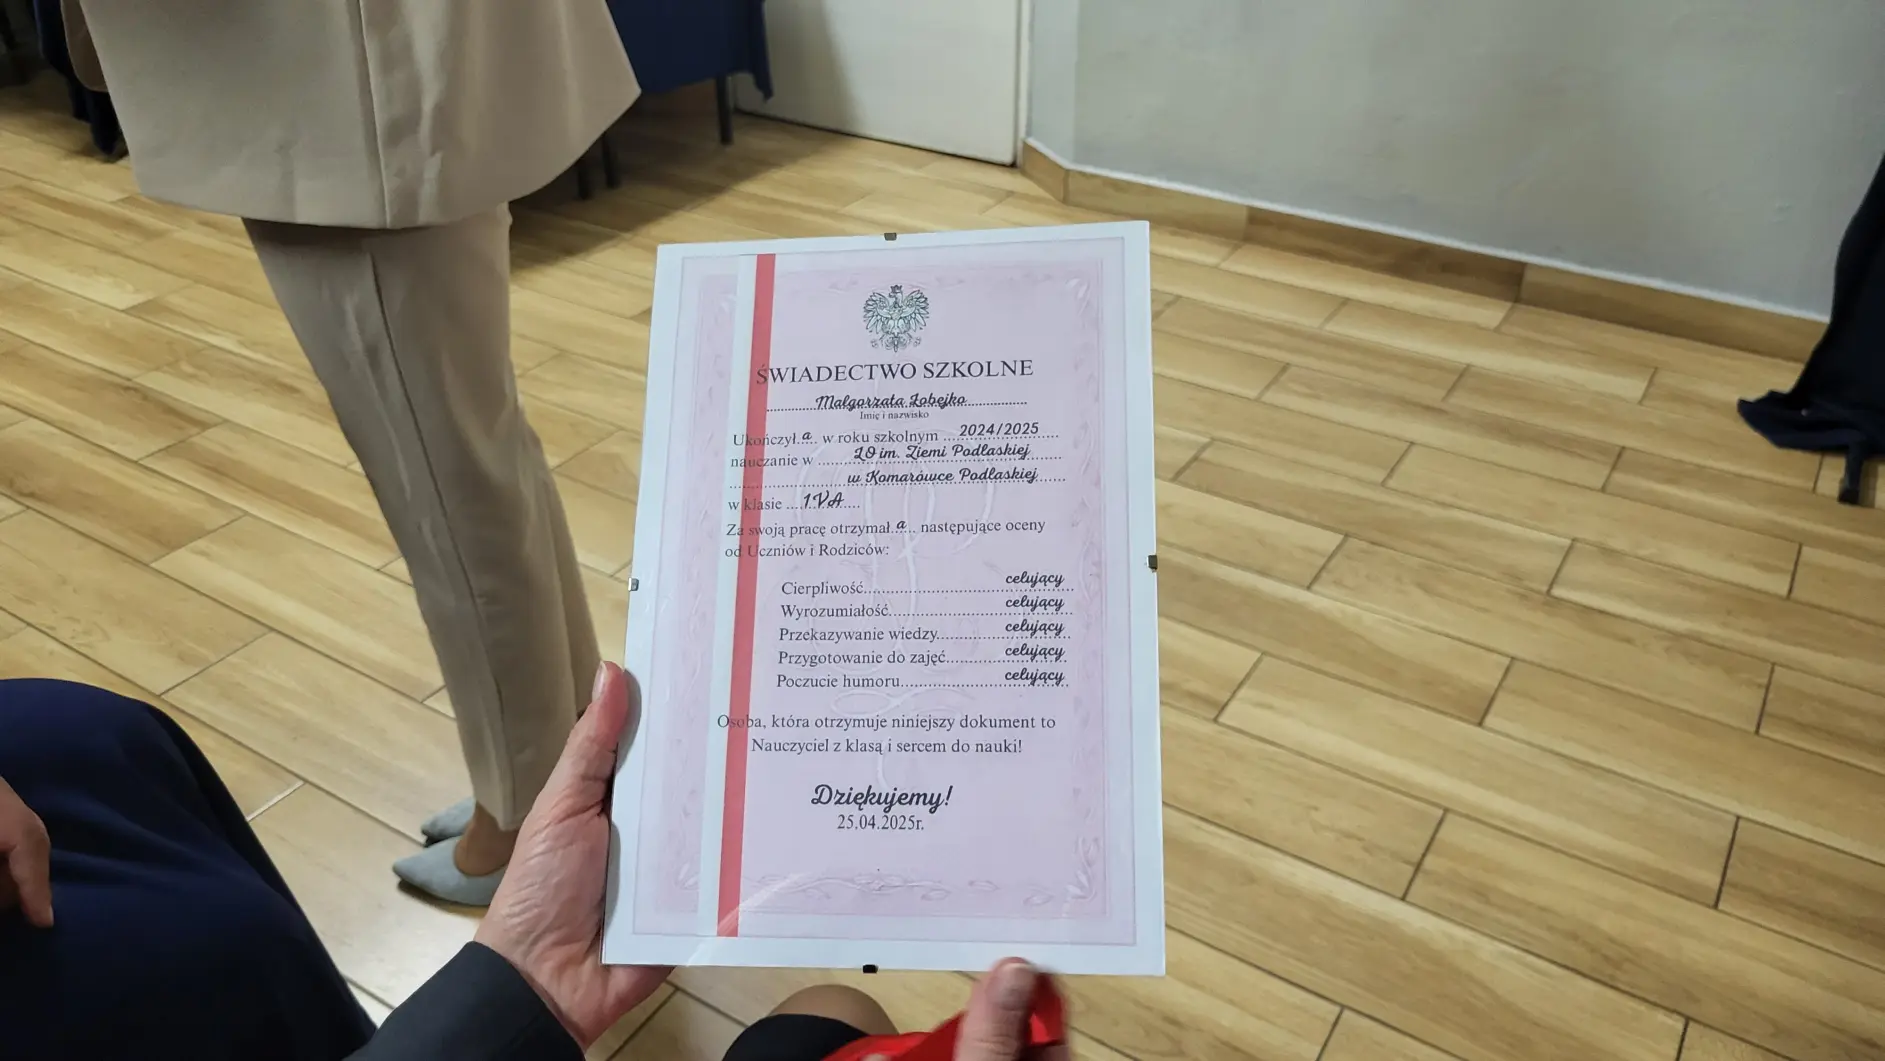 ŚWIADECTWO SZKOLNE
Małgorzata Łobejko
Imię i nazwisko
Ukończył a w roku szkolnym 2024/2025
nauczanie w LO im. Ziemi Podlaskiej
w Komarówce Podlaskiej
w klasie 1VA
Za swoją pracę otrzymał a następujące oceny
od Uczniów i Rodziców:
Cierpliwość celujący
Wyrozumiałość celujący
Przekazywanie wiedzy celujący
Przygotowanie do zajęć celujący
Poczucie humoru celujący
Osoba, która otrzymuje niniejszy dokument to
Nauczyciel z klasą i sercem do nauki!
Dziękujemy!
25.04.2025r.